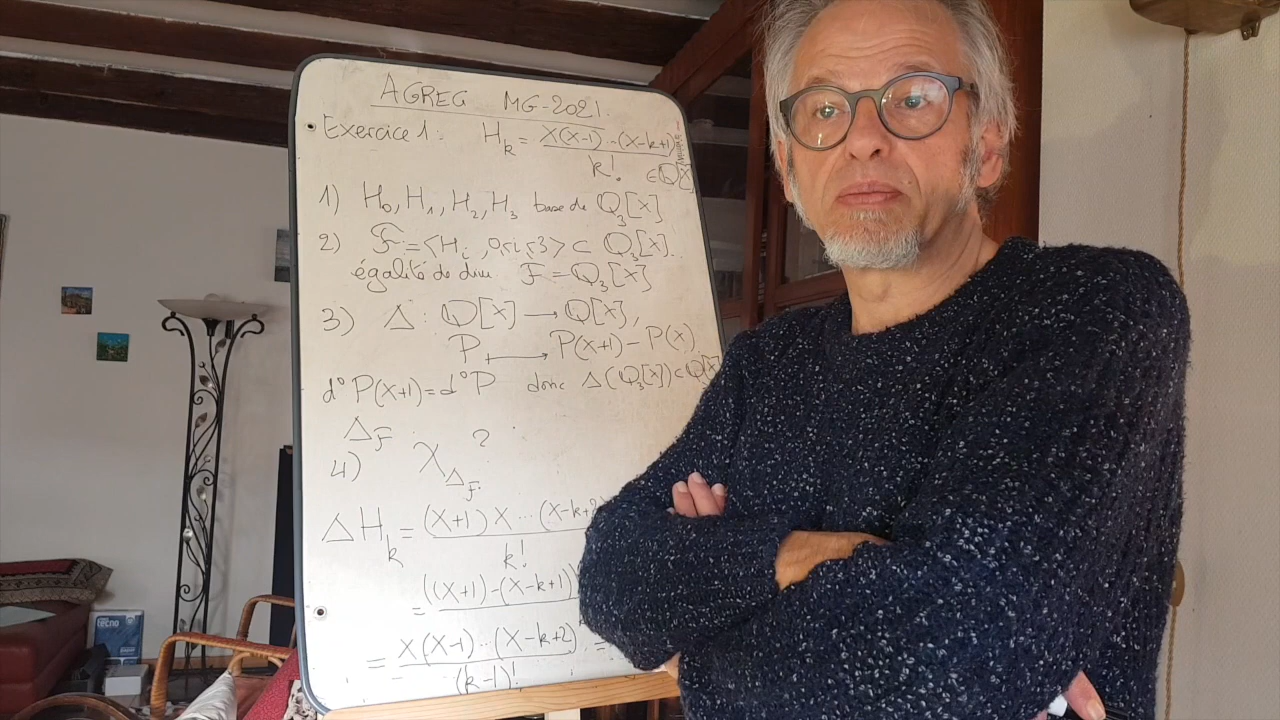 AGREG MG-2021.
Exercice 1: H_k = X(X-1)..(X-k+1)
k! ∈ Q[X]
1) H_0, H_1, H_2, H_3 base de Q_3[X]
2) F := <H_i, 0≤i≤3> ⊂ Q_3[X].
égalité de dim. F = Q_3[X]
3) Δ : Q[X] → Q[X],
P ↦ P(X+1) - P(X)
d° P(X+1) = d° P donc Δ(Q_3[X]) ⊂ Q[X]
Δ_F
4) χ_Δ_F ?
ΔH_k = (X+1) X ... (X-k+2)
k!
= ((X+1)-(X-k+1))
= X(X-1)..(X-k+2) =
(k-1)!
tecno